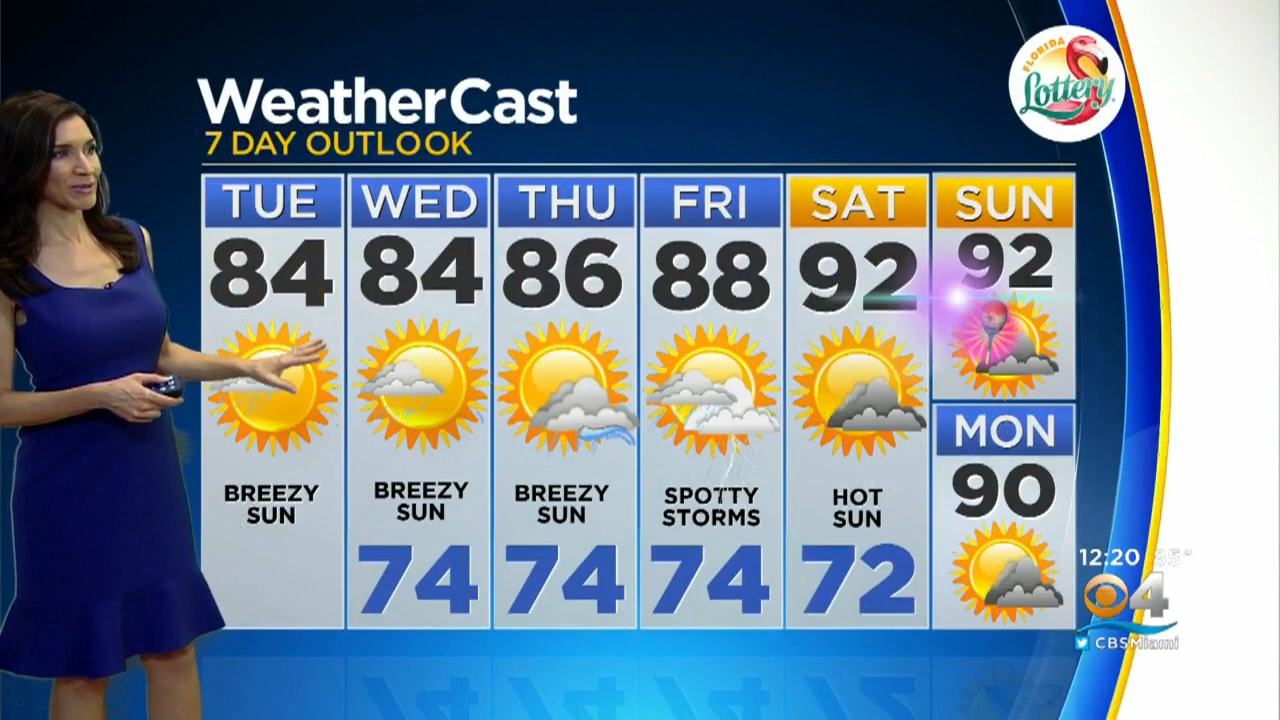 FLORIDA
Lottery
WeatherCast
7 DAY OUTLOOK
TUE
84
BREEZY
SUN
WED
84
BREEZY
SUN
74
THU
86
BREEZY
SUN
74
FRI
88
SPOTTY
STORMS
74
SAT
92
HOT
SUN
72
SUN
92
MON
90
12:20 85°
4
CBSMiami